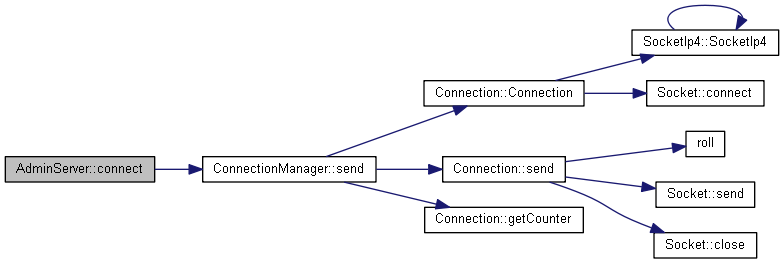 SocketIp4::SocketIp4
Connection::Connection
Socket::connect
roll
AdminServer::connect
ConnectionManager::send
Connection::send
Socket::send
Connection::getCounter
Socket::close